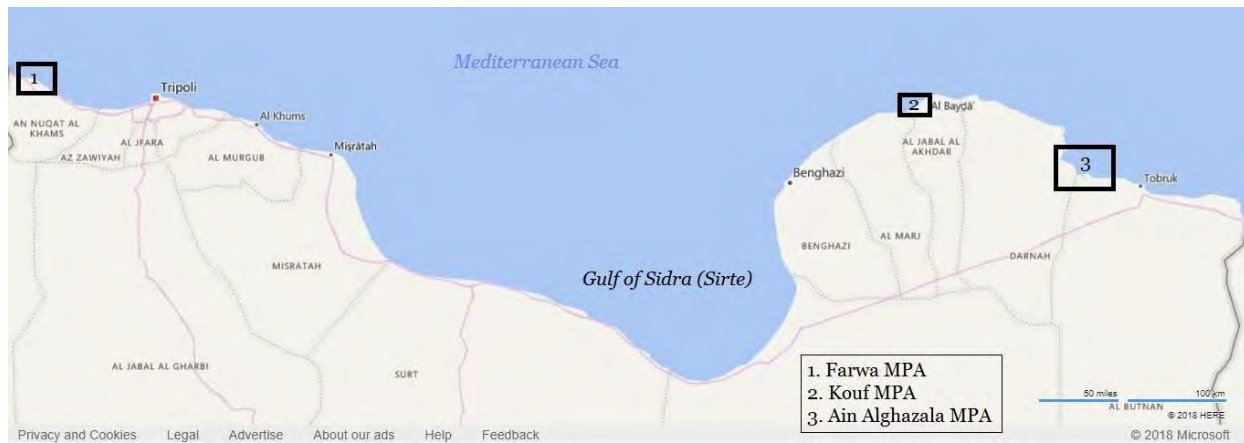 Mediterranean Sea
1
Tripoli
AN NUQAT AL
KHAMS
AL JFARA
AZ ZAWIYAH
Al Khums
AL MURGUB
Mişrātah
2
Al Bayḑā'
AL JABAL AL
AKHDAR
3
Tobruk
Benghazi
BENGHAZI
AL MARJ
DARNAH
MISRATAH
Gulf of Sidra (Sirte)
AL JABAL AL GHARBI
SURT
1. Farwa MPA
2. Kouf MPA
3. Ain Alghazala MPA
50 miles
100 km
AL BUTNAN
© 2018 HERE
Privacy and Cookies Legal Advertise About our ads Help Feedback
© 2018 Microsoft